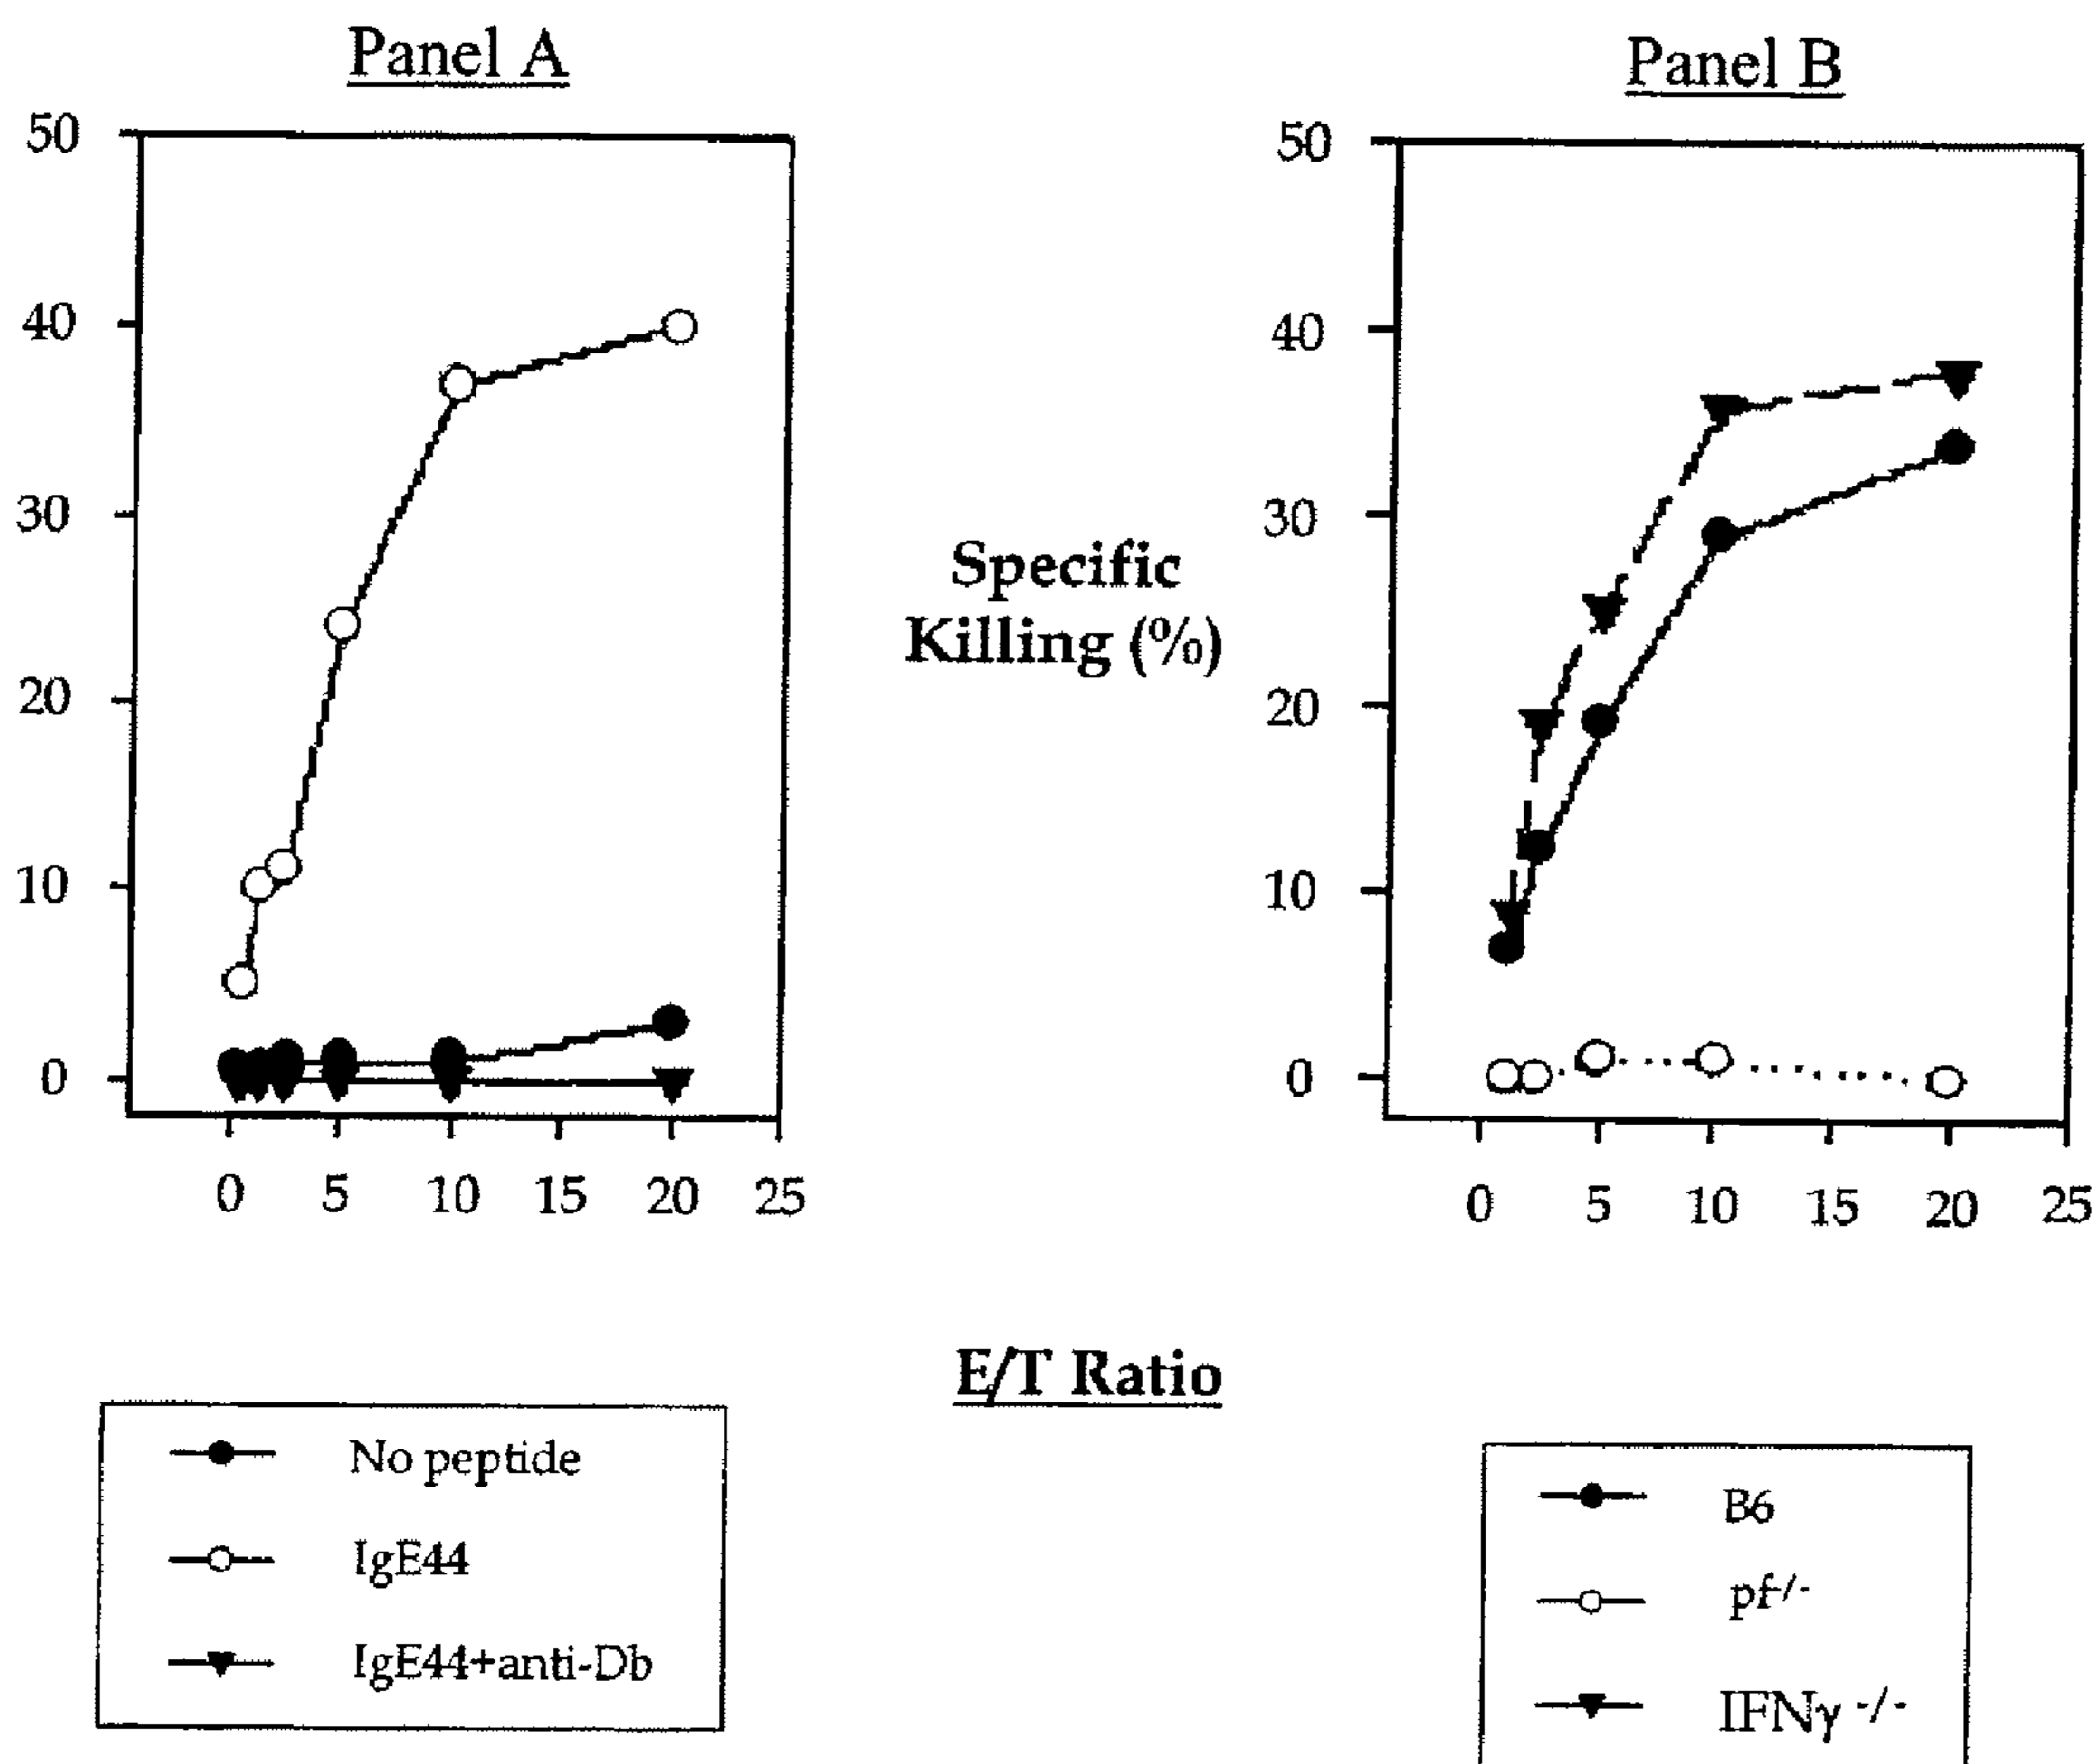 Panel A
50
40
30
20
10
0
0 5 10 15 20 25
Specific
Killing (%)
Panel B
50
40
30
20
10
0
0 5 10 15 20 25
E/T Ratio
No peptide
IgE44
IgE44+anti-Db
B6
pf-/-
IFNγ -/-